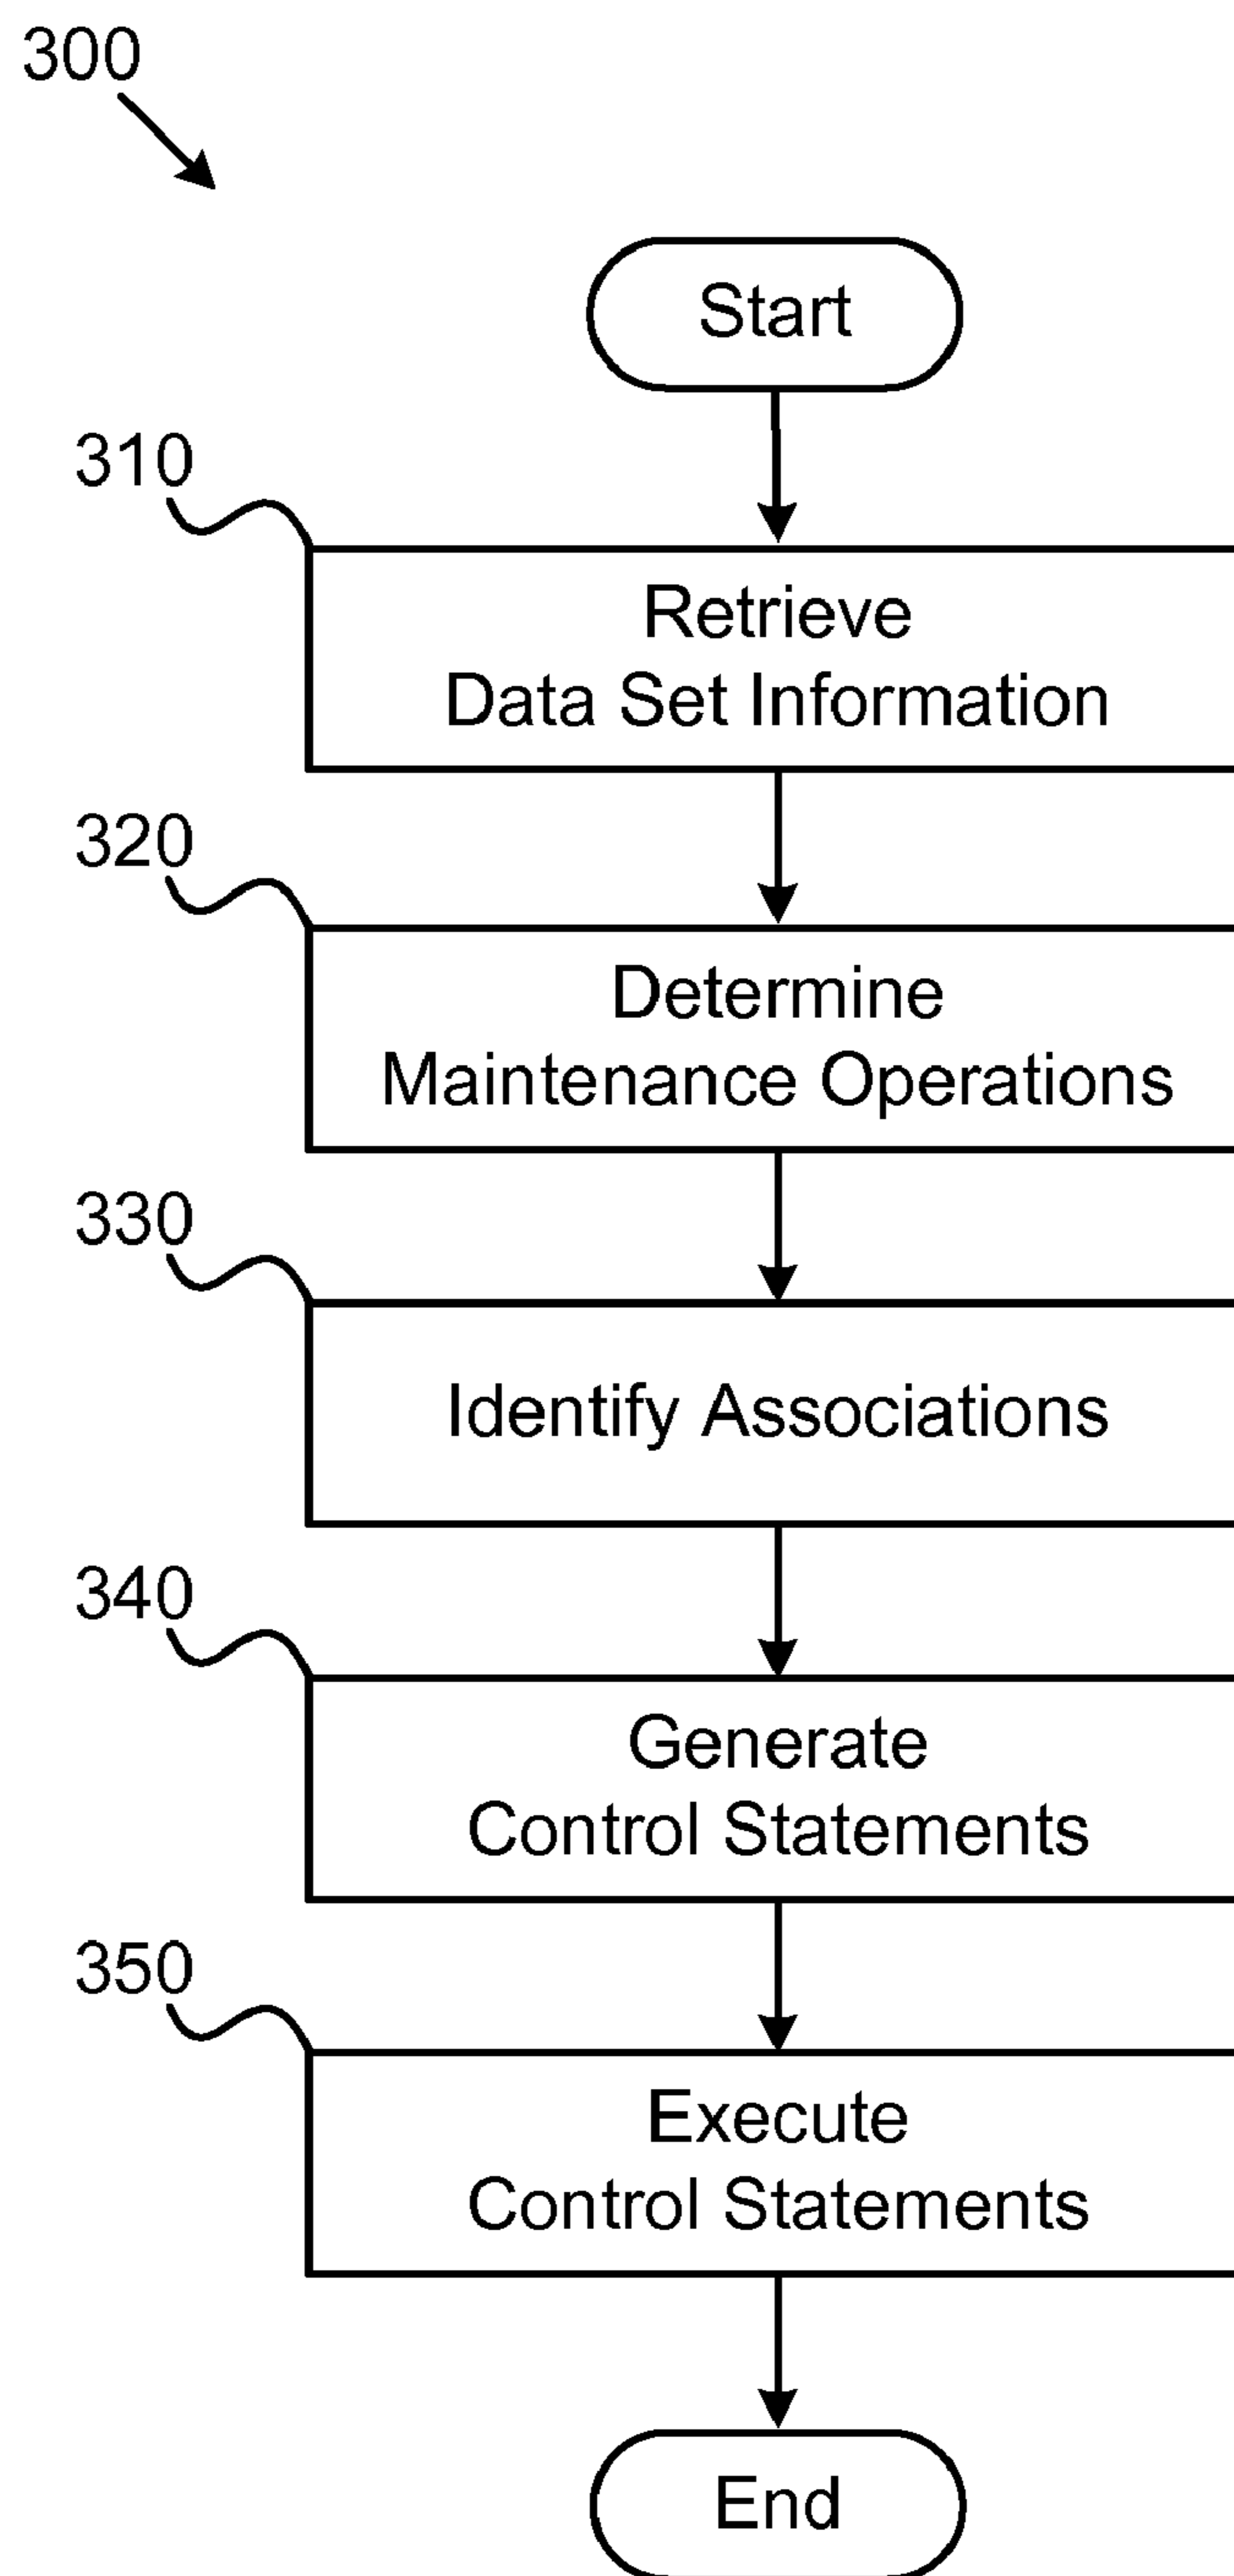 300
Start
310
Retrieve
Data Set Information
320
Determine
Maintenance Operations
330
Identify Associations
340
Generate
Control Statements
350
Execute
Control Statements
End